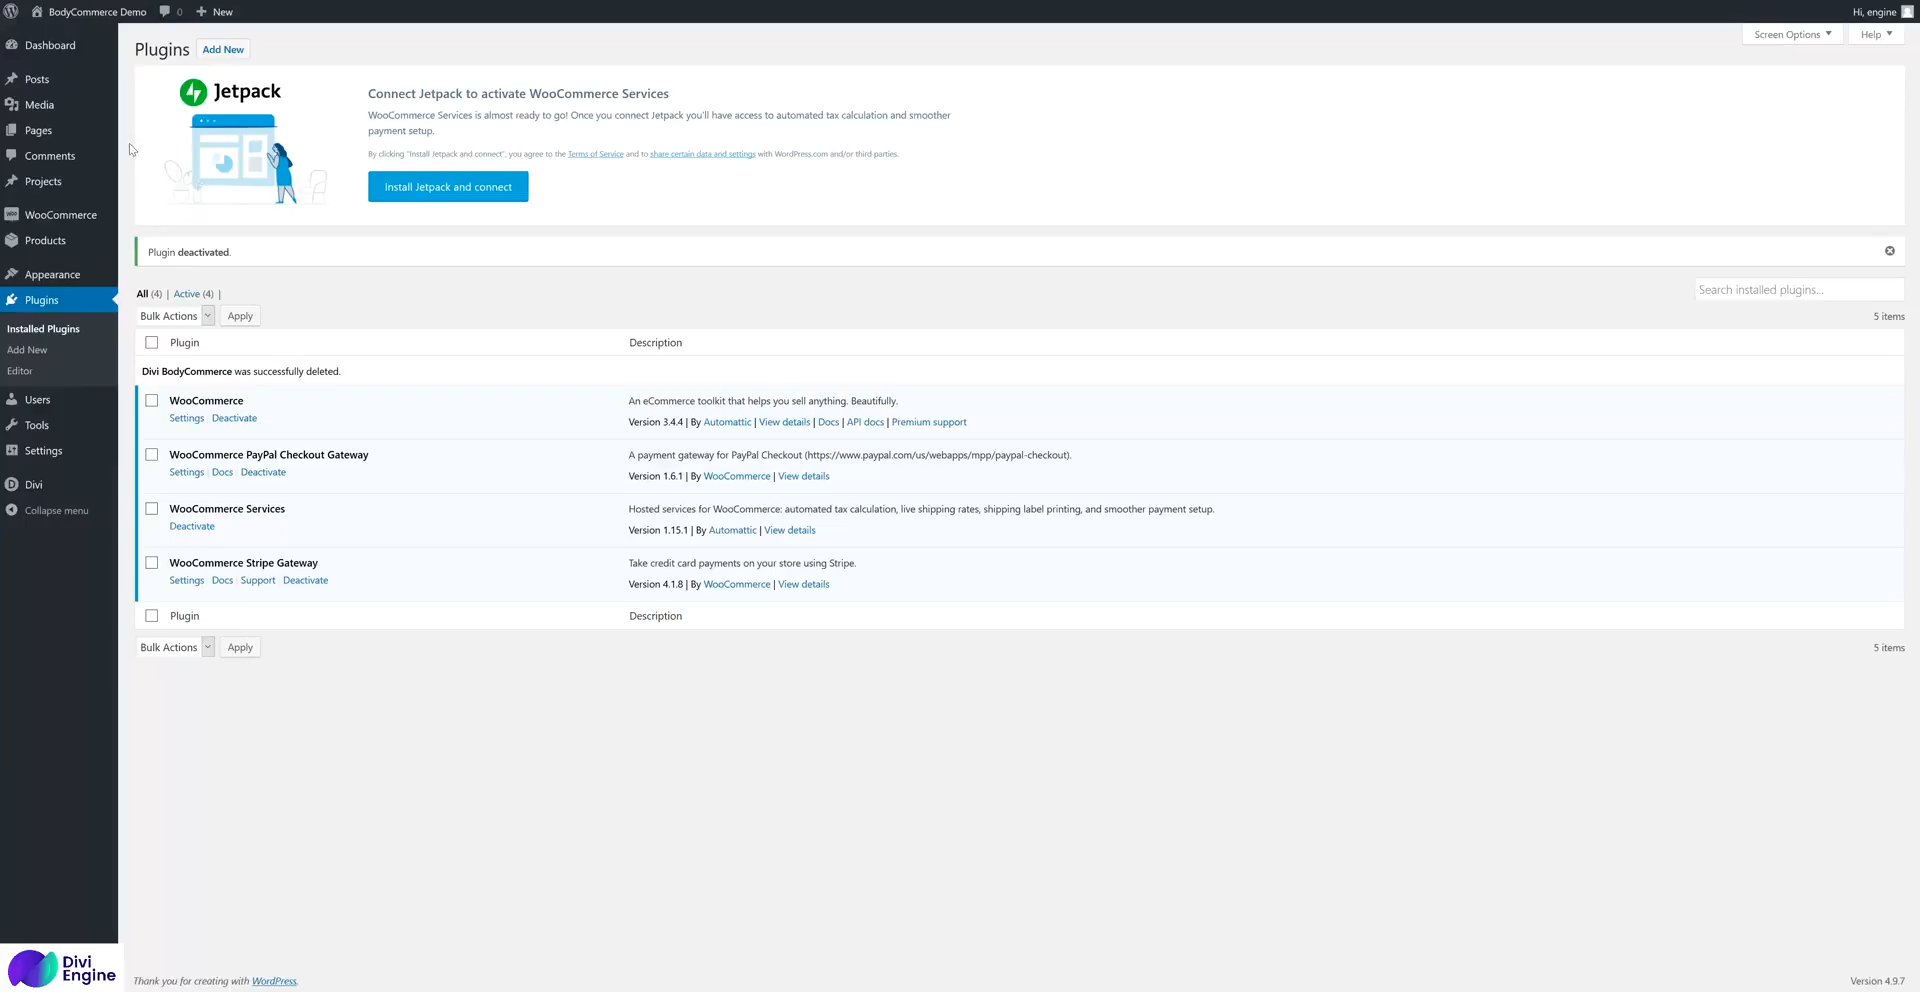 BodyCommerce Demo 0 New Hi, engine
Screen Options Help
Dashboard
Posts
Media
Pages
Comments
Projects
WooCommerce
Products
Appearance
Plugins
Installed Plugins
Add New
Editor
Users
Tools
Settings
Divi
Collapse menu
Divi
Engine
Plugins Add New
Jetpack
Connect Jetpack to activate WooCommerce Services
WooCommerce Services is almost ready to go! Once you connect Jetpack you'll have access to automated tax calculation and smoother
payment setup.
By clicking "Install Jetpack and connect", you agree to the Terms of Service and to share certain data and settings with WordPress.com and/or third parties.
Install Jetpack and connect
Plugin deactivated.
All (4) | Active (4) |
Search installed plugins...
Bulk Actions Apply 5 items
Plugin Description
Divi BodyCommerce was successfully deleted.
WooCommerce An eCommerce toolkit that helps you sell anything. Beautifully.
Settings Deactivate Version 3.4.4 | By Automattic | View details | Docs | API docs | Premium support
WooCommerce PayPal Checkout Gateway A payment gateway for PayPal Checkout (https://www.paypal.com/us/webapps/mpp/paypal-checkout).
Settings Docs Deactivate Version 1.6.1 | By WooCommerce | View details
WooCommerce Services Hosted services for WooCommerce: automated tax calculation, live shipping rates, shipping label printing, and smoother payment setup.
Deactivate Version 1.15.1 | By Automattic | View details
WooCommerce Stripe Gateway Take credit card payments on your store using Stripe.
Settings Docs Support Deactivate Version 4.1.8 | By WooCommerce | View details
Plugin Description
Bulk Actions Apply 5 items
Thank you for creating with WordPress. Version 4.9.7